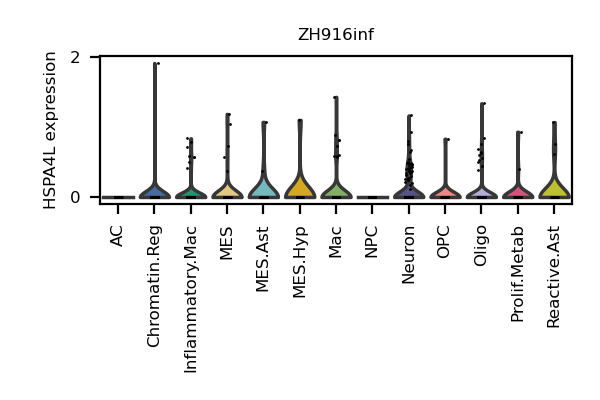 ZH916inf
HSPA4L expression
2
0
AC
Chromatin.Reg
Inflammatory.Mac
MES
MES.Ast
MES.Hyp
Mac
NPC
Neuron
OPC
Oligo
Prolif.Metab
Reactive.Ast